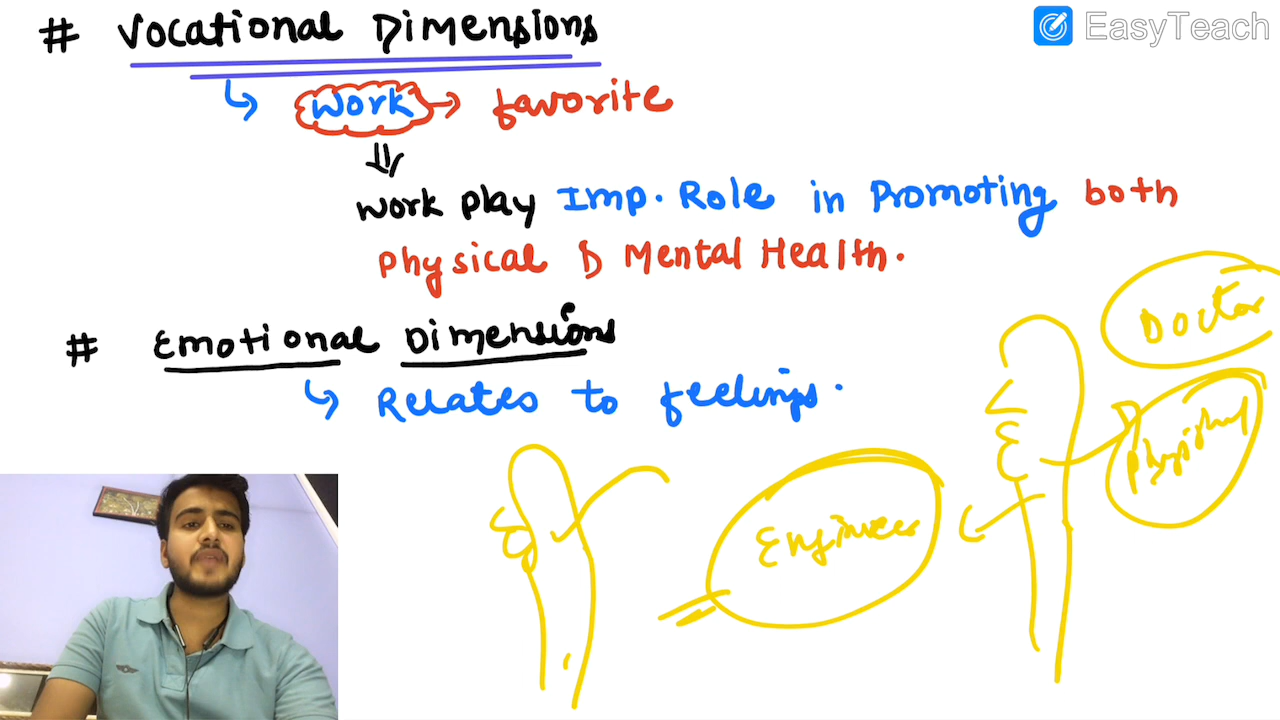 EasyTeach
# Vocational Dimensions
↳ Work → favorite
⇓
Work play Imp. Role in Promoting both
Physical & Mental Health.
# Emotional Dimensions
↳ Relates to feelings.
Doctor
Physical
Engineer